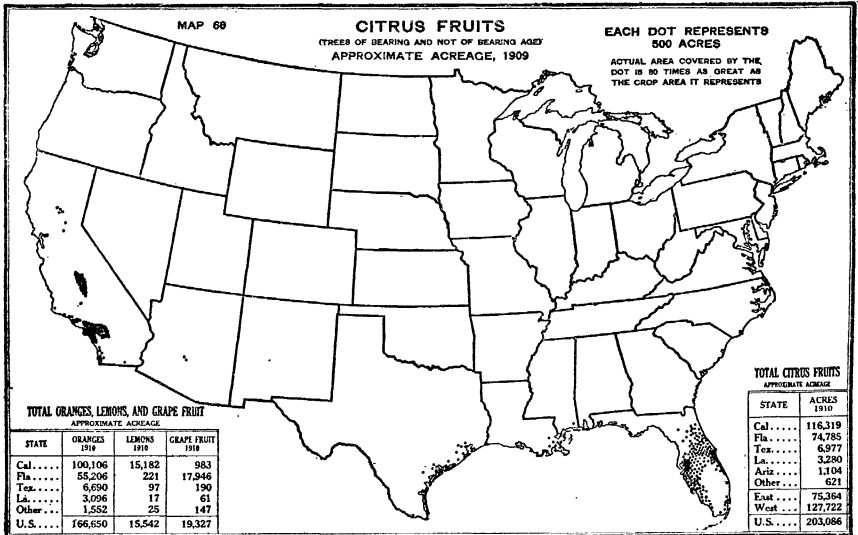 MAP 69
CITRUS FRUITS
(TREES OF BEARING AND NOT OF BEARING AGE)
APPROXIMATE ACREAGE, 1909
EACH DOT REPRESENTS
500 ACRES
ACTUAL AREA COVERED BY THE
DOT IS 80 TIMES AS GREAT AS
THE CROP AREA IT REPRESENTS
TOTAL ORANGES, LEMONS, AND GRAPE FRUIT
APPROXIMATE ACREAGE
STATE ORANGES 1910 LEMONS 1910 GRAPE FRUIT 1910
Cal..... 100,106 15,182 983
Fla..... 55,206 221 17,946
Tex..... 6,690 97 190
La...... 3,096 17 61
Other... 1,552 25 147
U.S..... 166,650 15,542 19,327
TOTAL CITRUS FRUITS
APPROXIMATE ACREAGE
STATE ACRES 1910
Cal..... 116,319
Fla..... 74,785
Tex..... 6,977
La...... 3,280
Ariz.... 1,104
Other... 621
East.... 75,364
West... 127,722
U.S..... 203,086